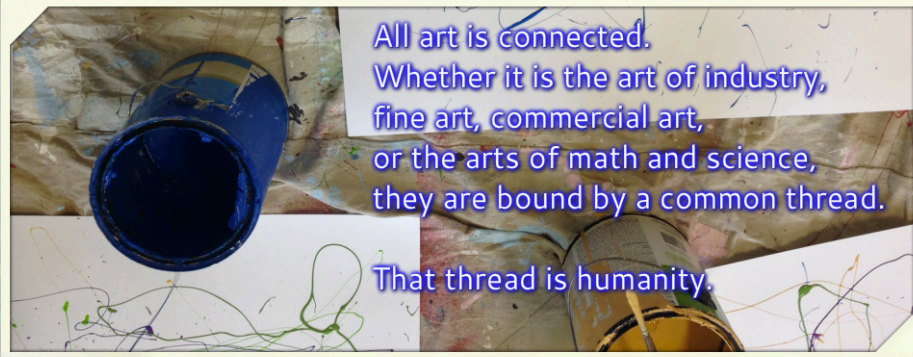 All art is connected.
Whether it is the art of industry,
fine art, commercial art,
or the arts of math and science,
they are bound by a common thread.
That thread is humanity.